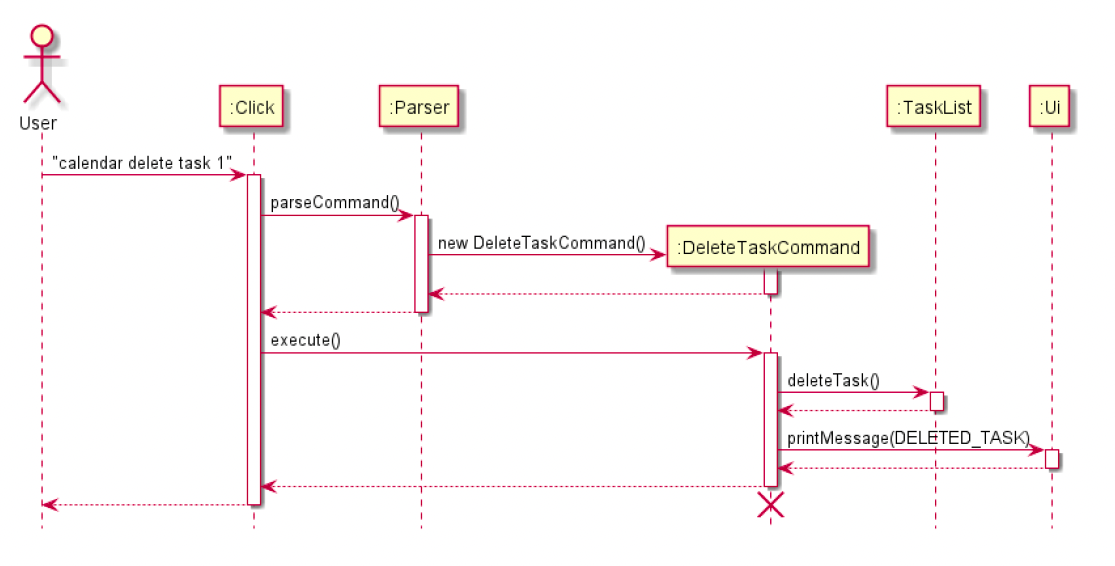 User
:Click
:Parser
:TaskList
:Ui
"calendar delete task 1"
parseCommand()
new DeleteTaskCommand()
:DeleteTaskCommand
execute()
deleteTask()
printMessage(DELETED_TASK)